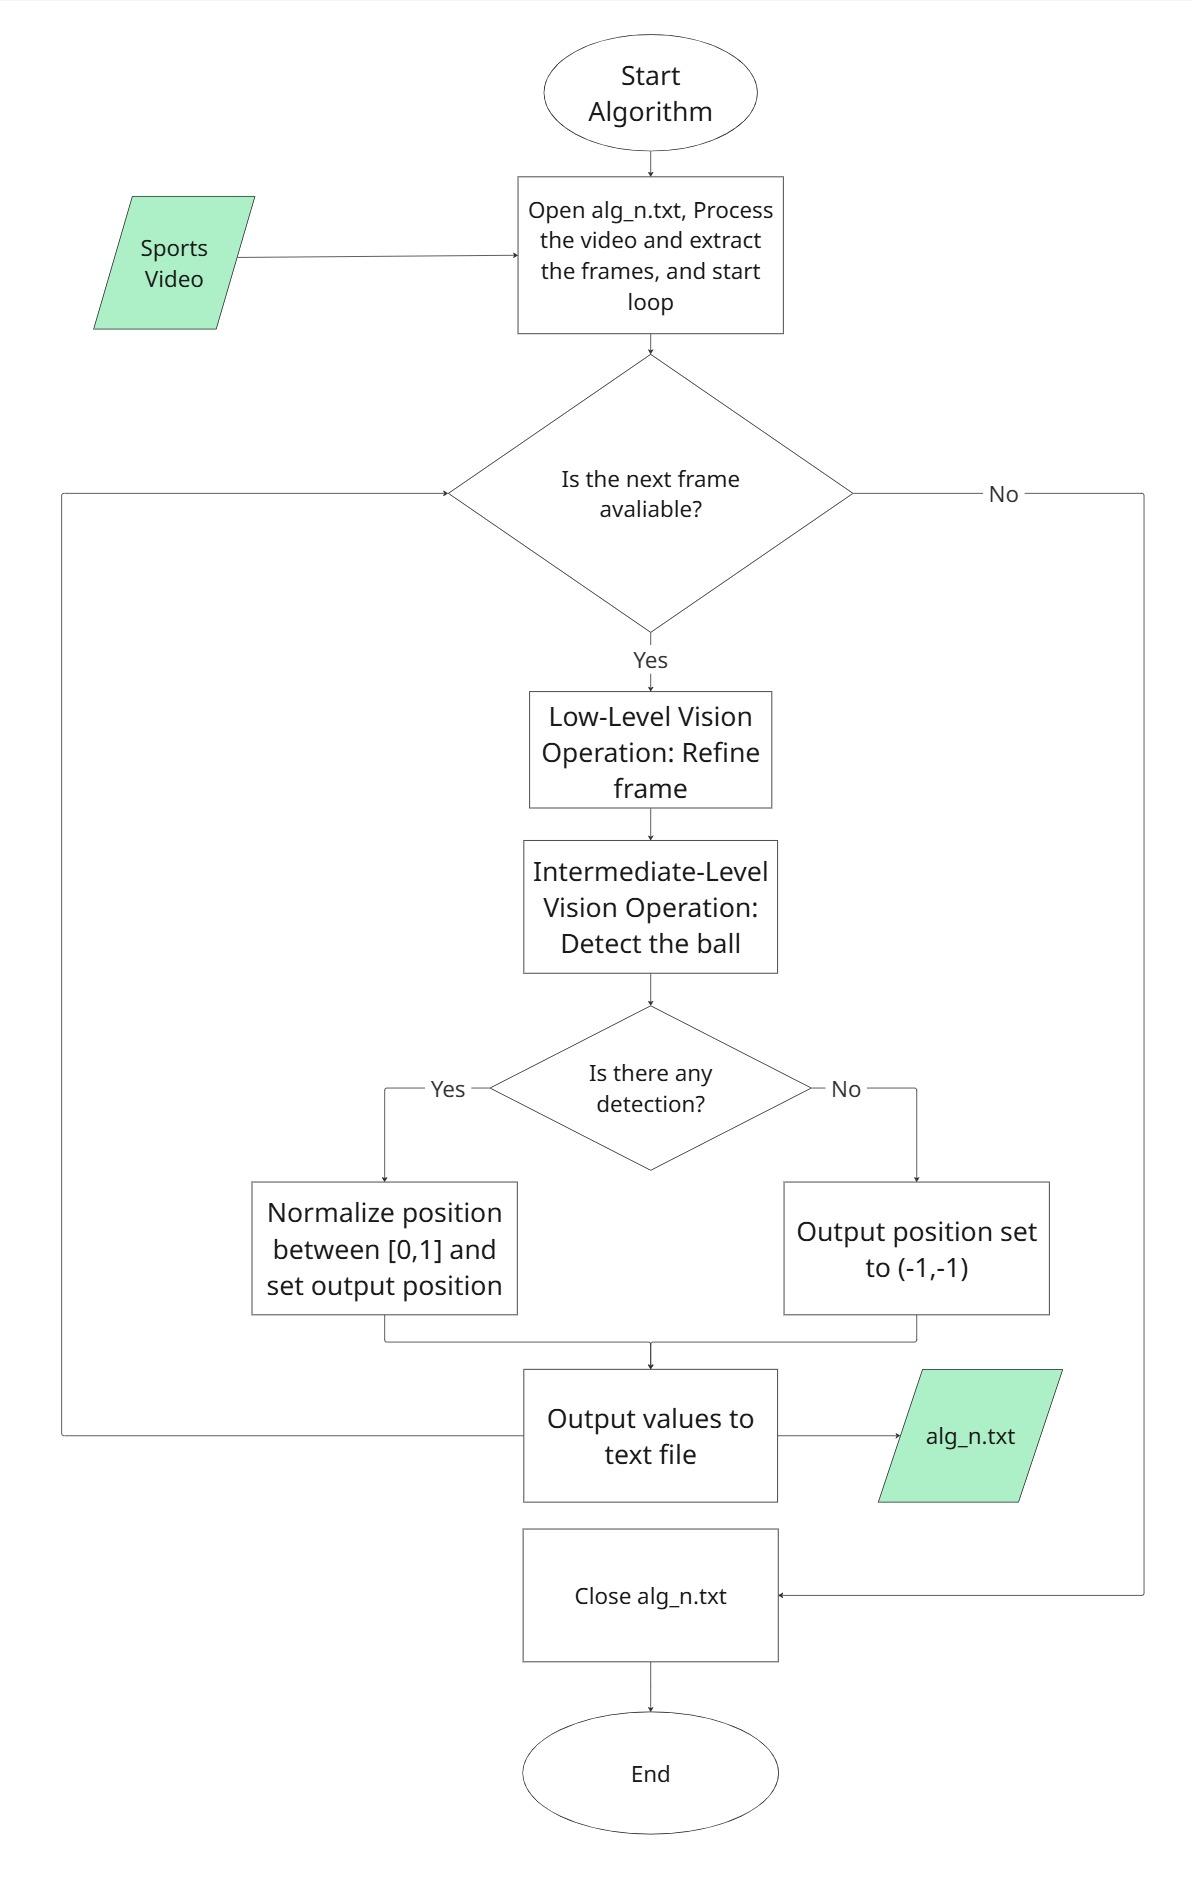 Start
Algorithm
Open alg_n.txt, Process
the video and extract
the frames, and start
loop
Sports
Video
Is the next frame
avaliable?
No
Yes
Low-Level Vision
Operation: Refine
frame
Intermediate-Level
Vision Operation:
Detect the ball
Is there any
detection?
Yes
No
Normalize position
between [0,1] and
set output position
Output position set
to (-1,-1)
Output values to
text file
alg_n.txt
Close alg_n.txt
End